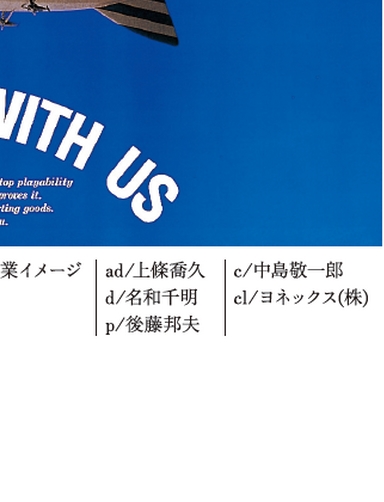 WITH US
top playability
proves it.
ting goods.
u.
業イメージ
ad/上條喬久
d/名和千明
p/後藤邦夫
c/中島敬一郎
cl/ヨネックス(株)